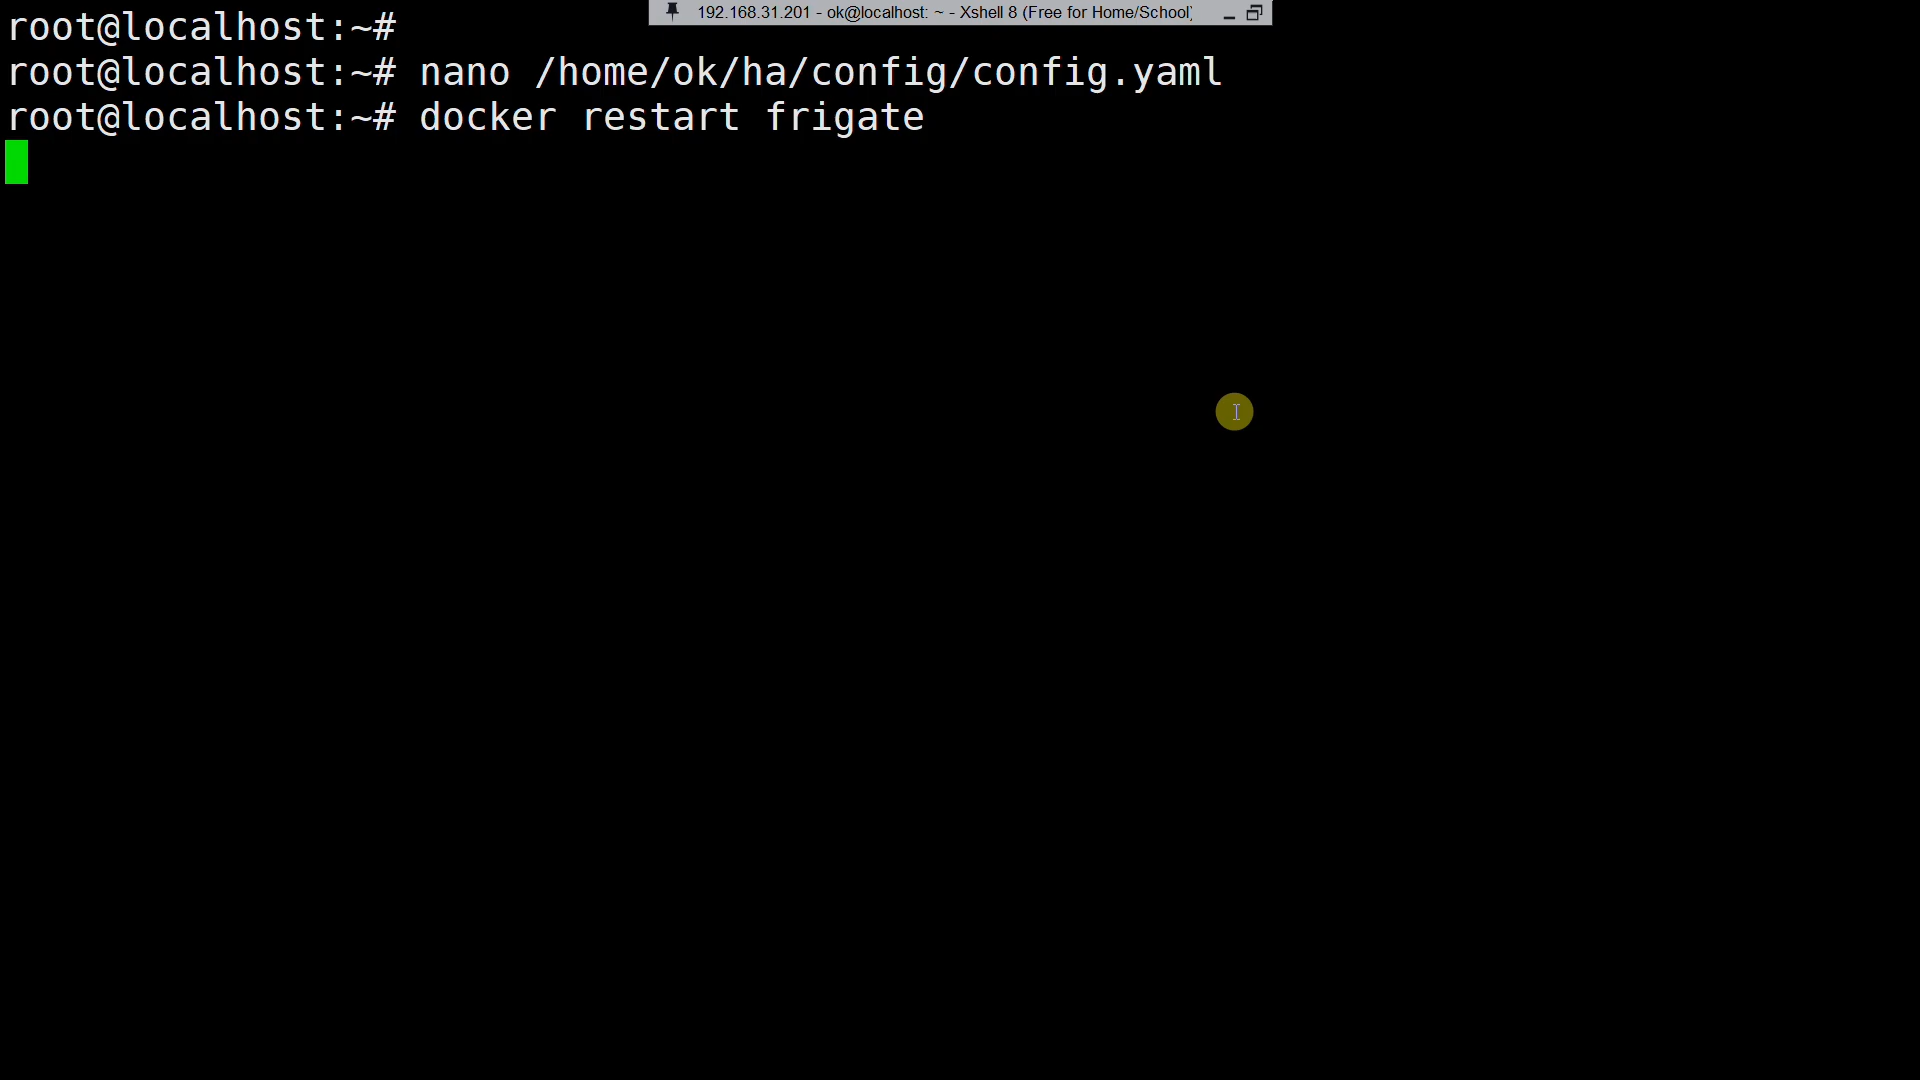 192.168.31.201 - ok@localhost: ~ - Xshell 8 (Free for Home/School)
root@localhost:~#
root@localhost:~# nano /home/ok/ha/config/config.yaml
root@localhost:~# docker restart frigate